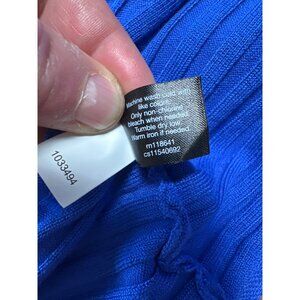 Machine wash cold with
like colors.
Only non-chlorine
bleach when needed.
Tumble dry low.
Warm iron if needed.
rn118641
cs11540692
1033494